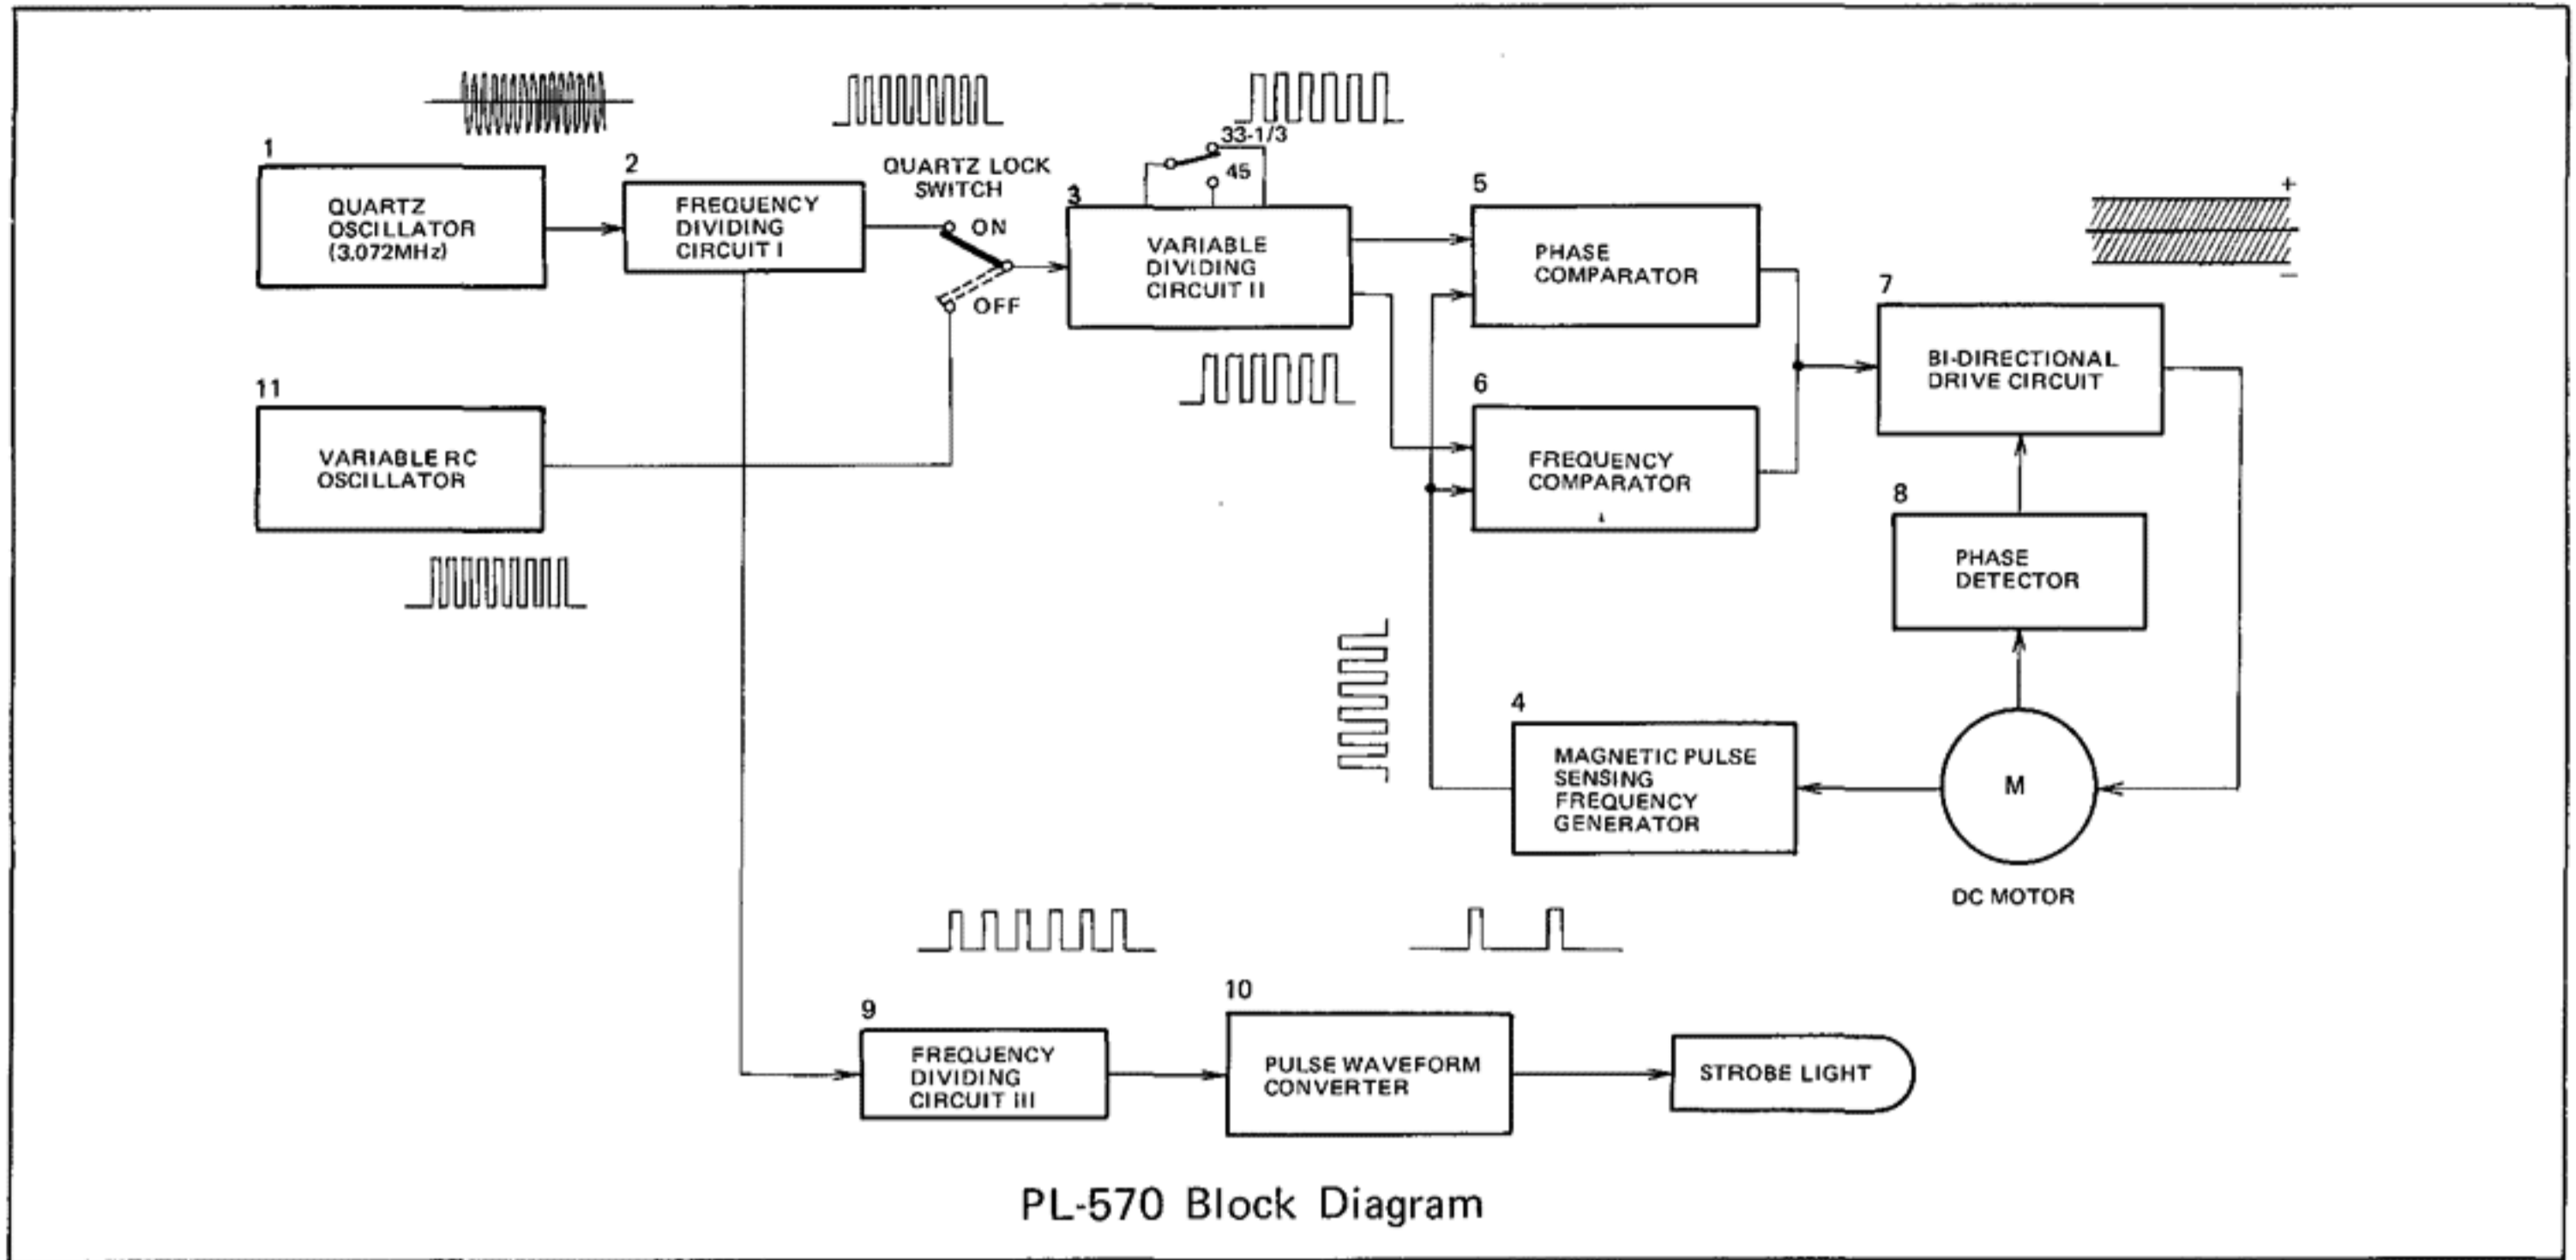 1
QUARTZ
OSCILLATOR
(3.072MHz)
2
FREQUENCY
DIVIDING
CIRCUIT I
QUARTZ LOCK
SWITCH
ON
OFF
33-1/3
45
3
VARIABLE
DIVIDING
CIRCUIT II
5
PHASE
COMPARATOR
6
FREQUENCY
COMPARATOR
+
−
7
BI-DIRECTIONAL
DRIVE CIRCUIT
8
PHASE
DETECTOR
11
VARIABLE RC
OSCILLATOR
4
MAGNETIC PULSE
SENSING
FREQUENCY
GENERATOR
M
DC MOTOR
9
FREQUENCY
DIVIDING
CIRCUIT III
10
PULSE WAVEFORM
CONVERTER
STROBE LIGHT
PL-570 Block Diagram